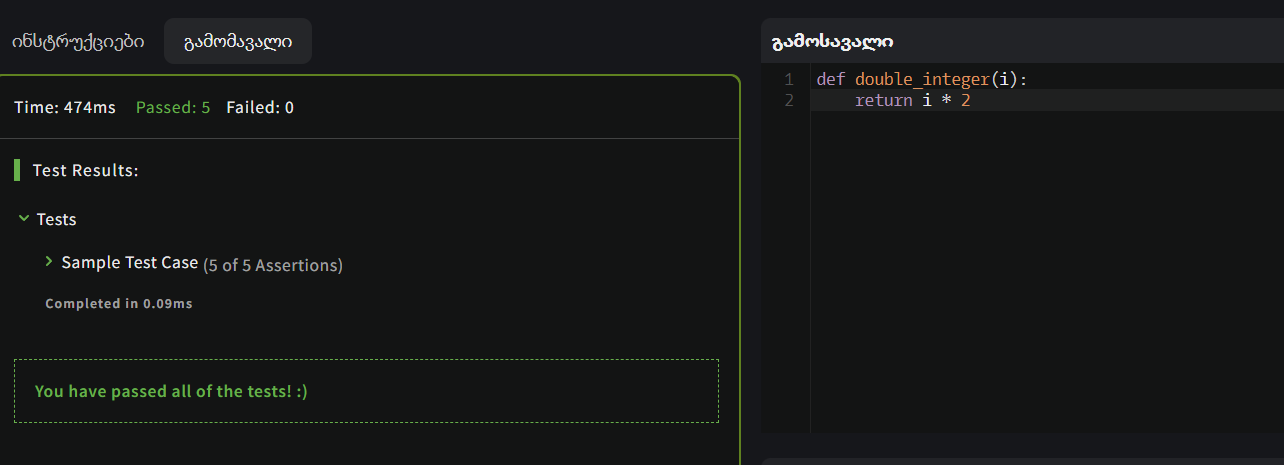 ინსტრუქციები გამომავალი
Time: 474ms Passed: 5 Failed: 0
Test Results:
Tests
Sample Test Case (5 of 5 Assertions)
Completed in 0.09ms
You have passed all of the tests! :)
გამოსავალი
1 def double_integer(i):
2     return i * 2